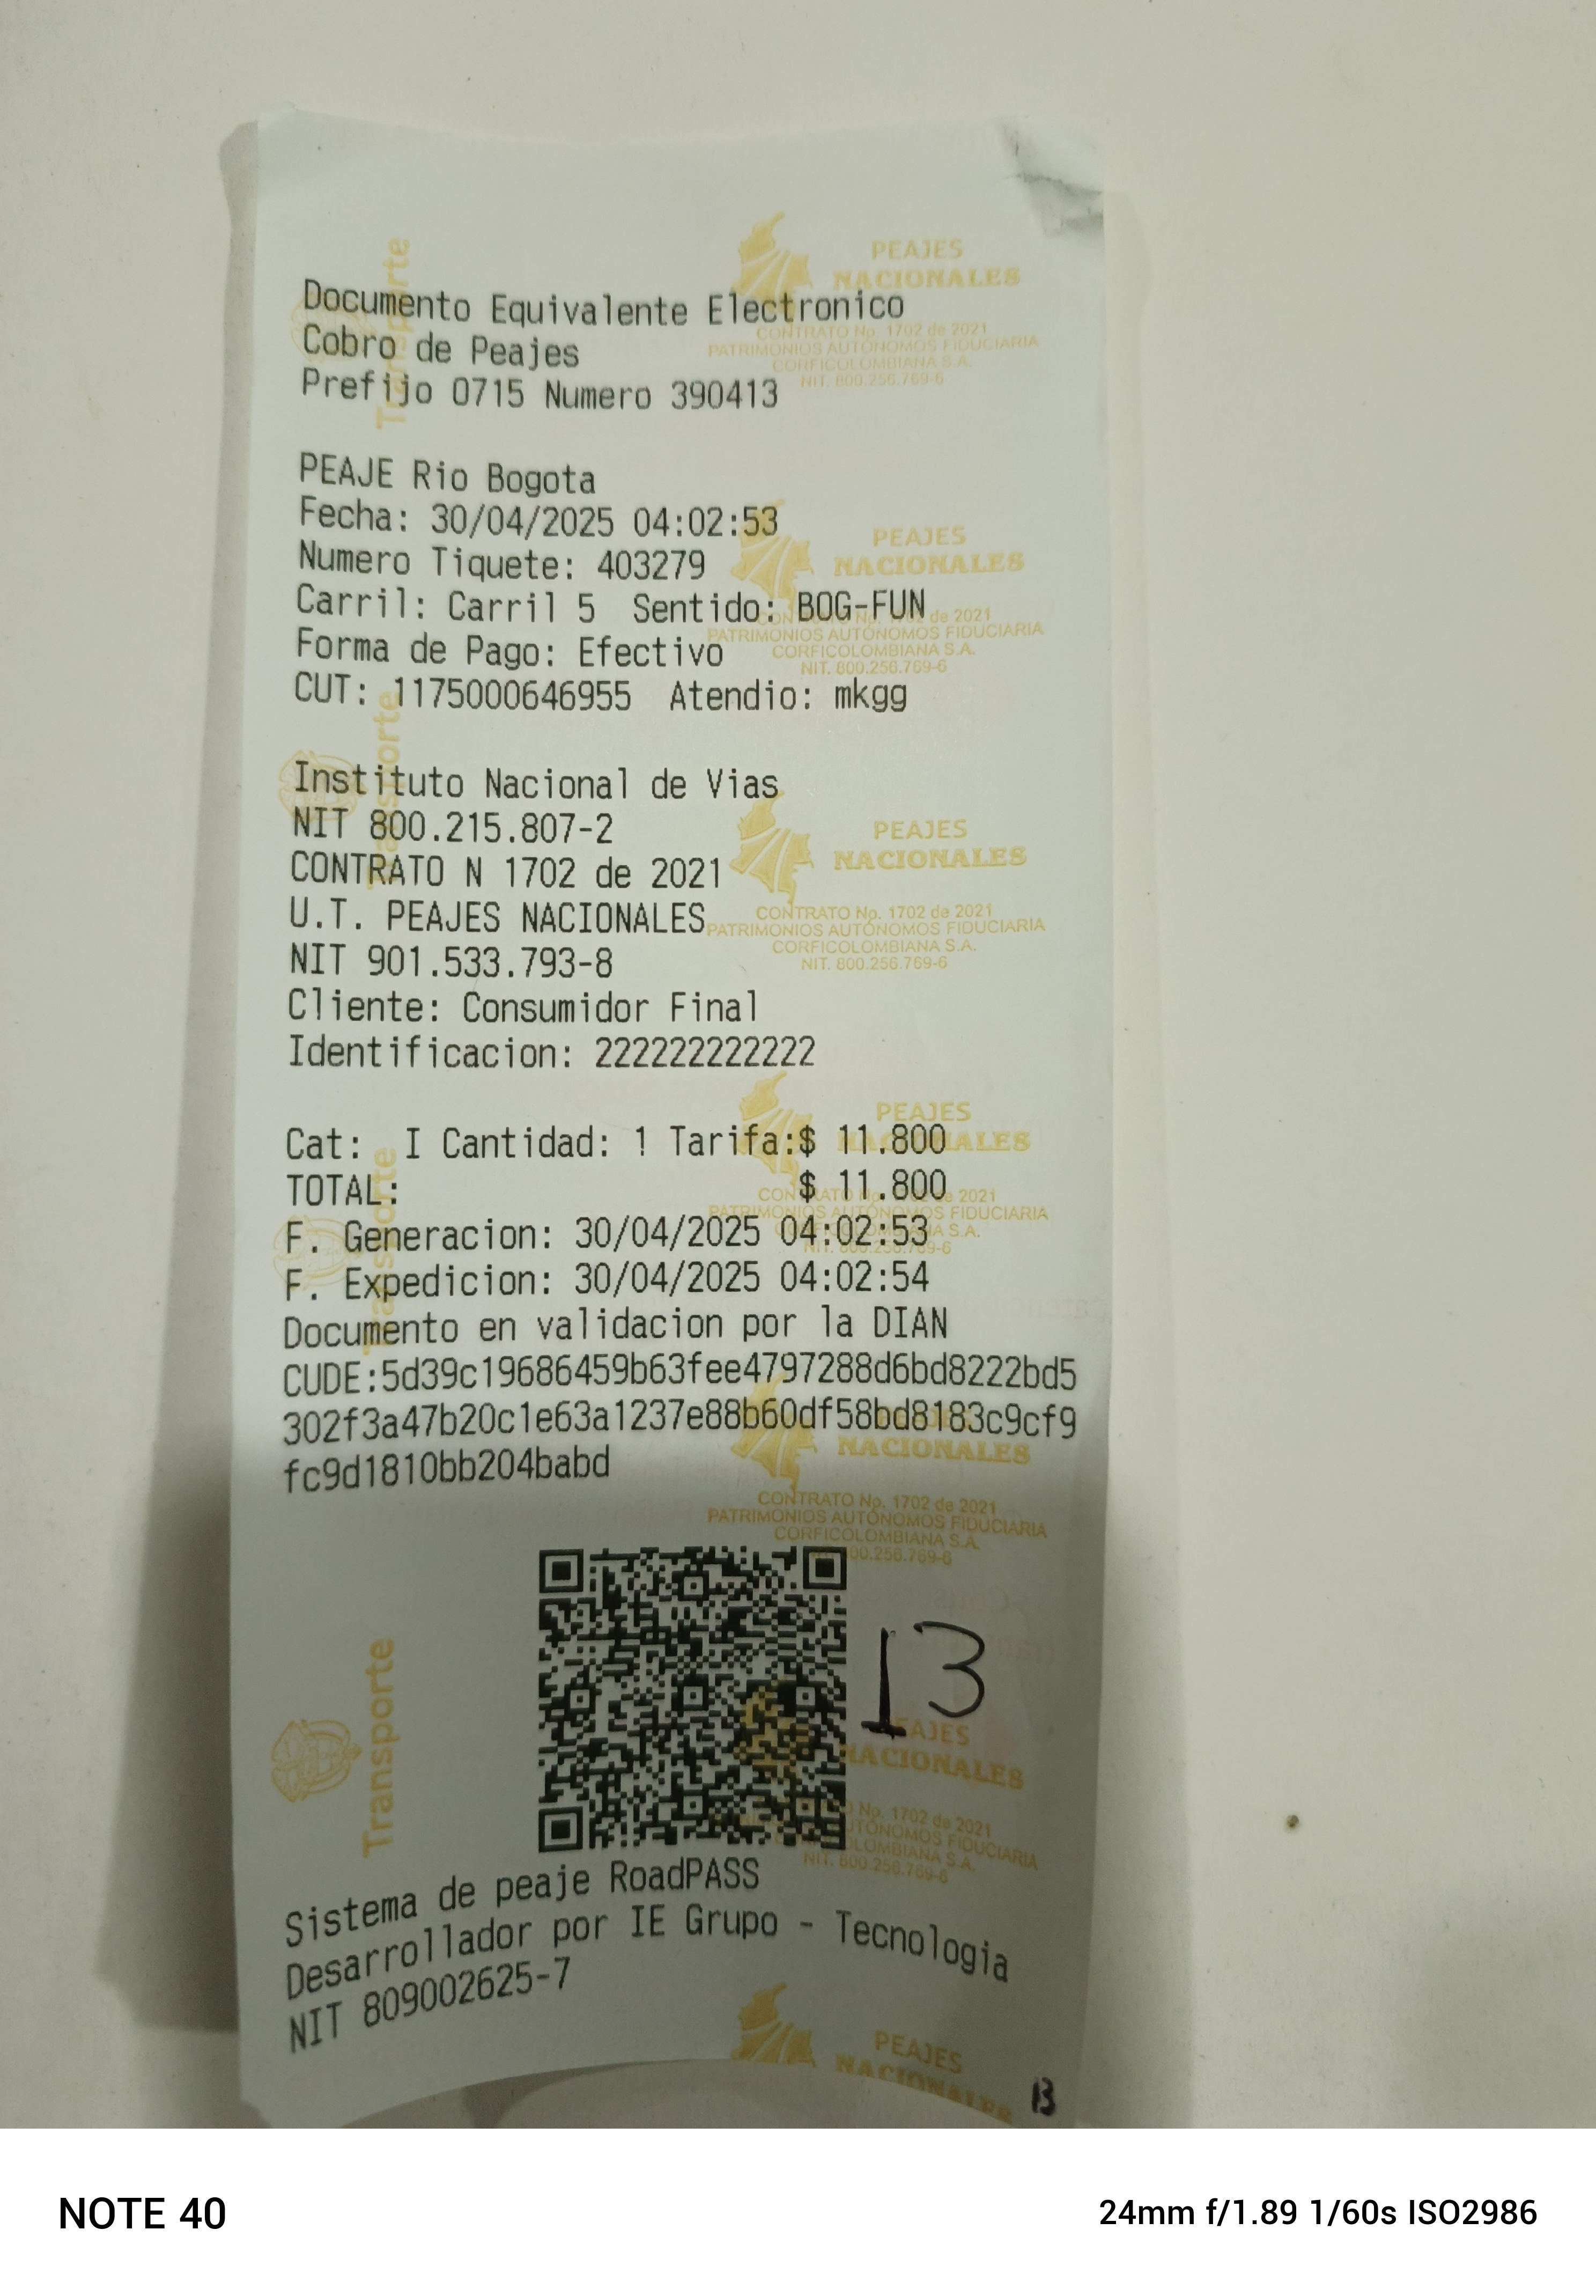 Documento Equivalente Electronico
Cobro de Peajes
Prefijo 0715 Numero 390413
PEAJE Rio Bogota
Fecha: 30/04/2025 04:02:53
Numero Tiquete: 403279
Carril: Carril 5 Sentido: BOG-FUN
Forma de Pago: Efectivo
CUT: 1175000646955 Atendio: mkgg
Instituto Nacional de Vias
NIT 800.215.807-2
CONTRATO N 1702 de 2021
U.T. PEAJES NACIONALES
NIT 901.533.793-8
Cliente: Consumidor Final
Identificacion: 222222222222
Cat: I Cantidad: 1 Tarifa:$ 11.800
TOTAL: $ 11.800
F. Generacion: 30/04/2025 04:02:53
F. Expedicion: 30/04/2025 04:02:54
Documento en validacion por la DIAN
CUDE:5d39c19686459b63fee4797288d6bd8222bd5
302f3a47b20c1e63a1237e88b60df58bd8183c9cf9
fc9d1810bb204babd
13
Sistema de peaje RoadPASS
Desarrollador por IE Grupo - Tecnologia
NIT 809002625-7
13
PEAJES
NACIONALES
CONTRATO No. 1702 de 2021
PATRIMONIOS AUTÓNOMOS FIDUCIARIA
CORFICOLOMBIANA S.A.
NIT. 800.256.769-6
Transporte
NOTE 40
24mm f/1.89 1/60s ISO2986